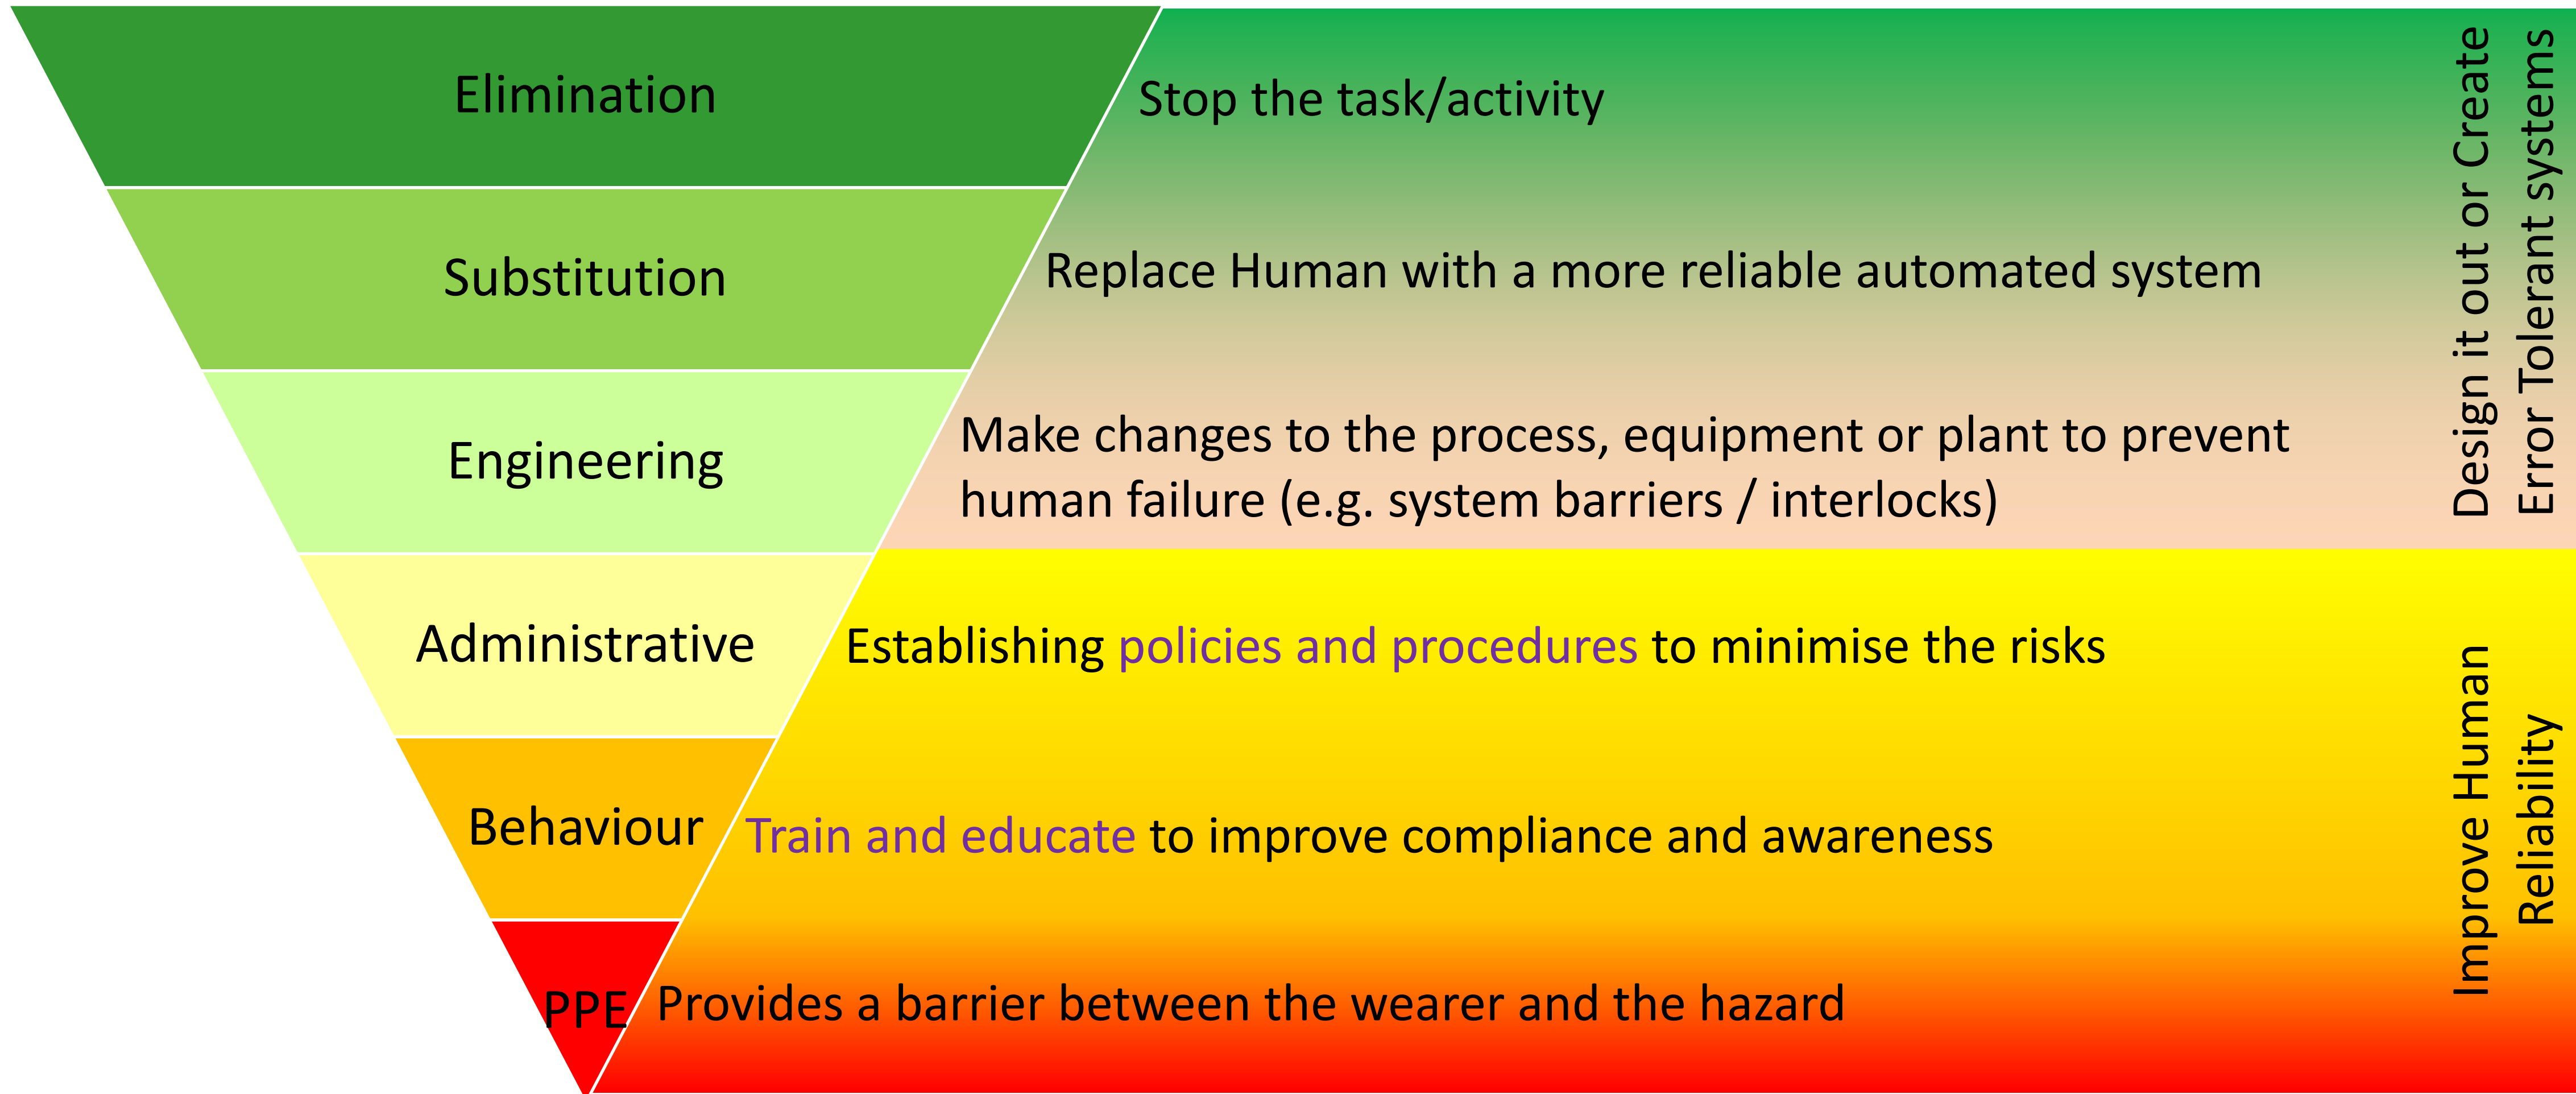 Elimination
Stop the task/activity
Substitution
Replace Human with a more reliable automated system
Engineering
Make changes to the process, equipment or plant to prevent
human failure (e.g. system barriers / interlocks)
Design it out or Create
Error Tolerant systems
Administrative
Establishing policies and procedures to minimise the risks
Behaviour
Train and educate to improve compliance and awareness
PPE
Provides a barrier between the wearer and the hazard
Improve Human
Reliability